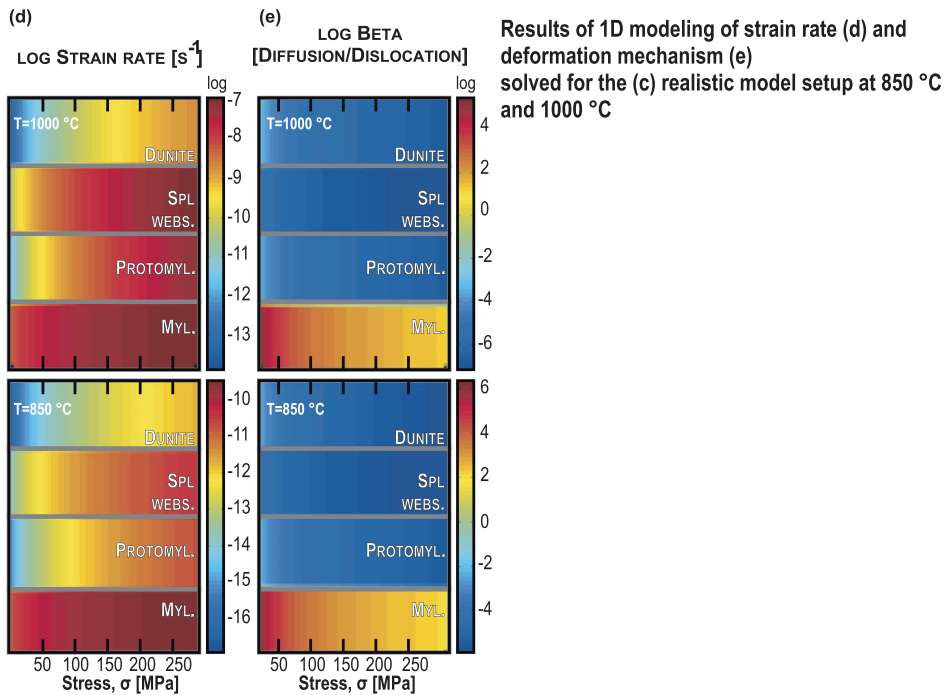 (d)
LOG STRAIN RATE [S-1]
log
(e)
LOG BETA
[DIFFUSION/DISLOCATION]
Results of 1D modeling of strain rate (d) and
deformation mechanism (e)
solved for the (c) realistic model setup at 850 °C
and 1000 °C
T=1000 °C
DUNITE
SPL
WEBS.
PROTOMYL.
MYL.
-7
-8
-9
-10
-11
-12
-13
T=1000 °C
DUNITE
SPL
WEBS.
PROTOMYL.
MYL.
log
4
2
0
-2
-4
-6
T=850 °C
DUNITE
SPL
WEBS.
PROTOMYL.
MYL.
-10
-11
-12
-13
-14
-15
-16
T=850 °C
DUNITE
SPL
WEBS.
PROTOMYL.
MYL.
6
4
2
0
-2
-4
50 100 150 200 250
Stress, σ [MPa]
50 100 150 200 250
Stress, σ [MPa]